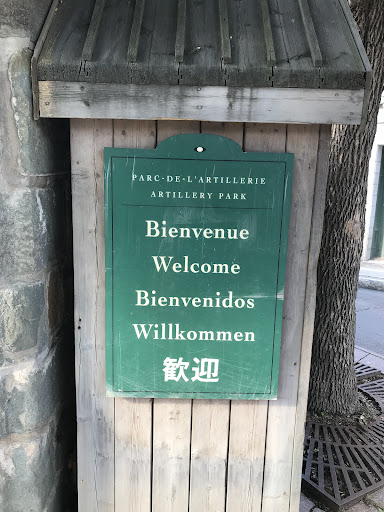 PARC-DE-L'ARTILLERIE
ARTILLERY PARK
Bienvenue
Welcome
Bienvenidos
Willkommen
歓迎